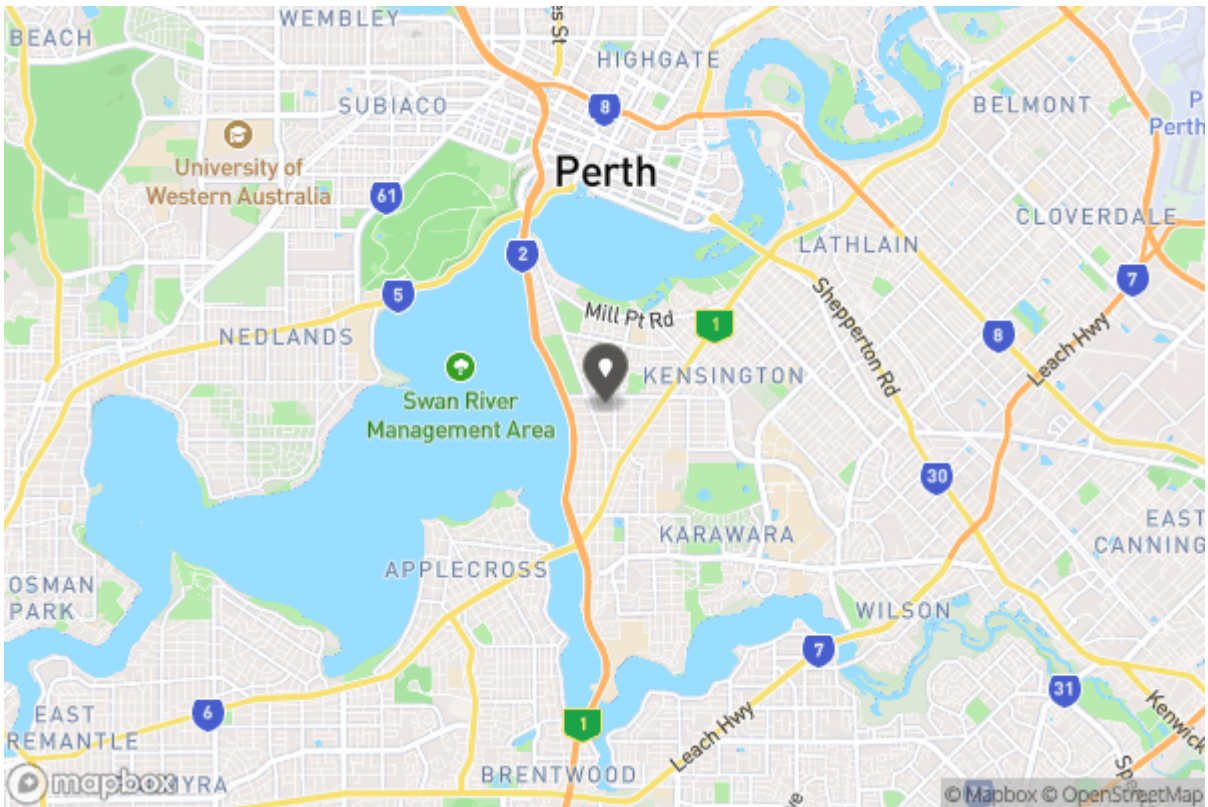 WEMBLEY
BEACH
HIGHGATE
SUBIACO
8
BELMONT
University of
Western Australia
Perth
P
Perth
61
CLOVERDALE
LATHLAIN
2
7
5
Mill Pt Rd
Shepperton Rd
1
NEDLANDS
8
Leach Hwy
KENSINGTON
Swan River
Management Area
30
KARAWARA
EAST
CANNING
APPLECROSS
OSMAN
PARK
WILSON
7
31
6
EAST
REMANTLE
1
Leach Hwy
Kenwick
BRENTWOOD
mapbox
MYRA
© Mapbox © OpenStreetMap